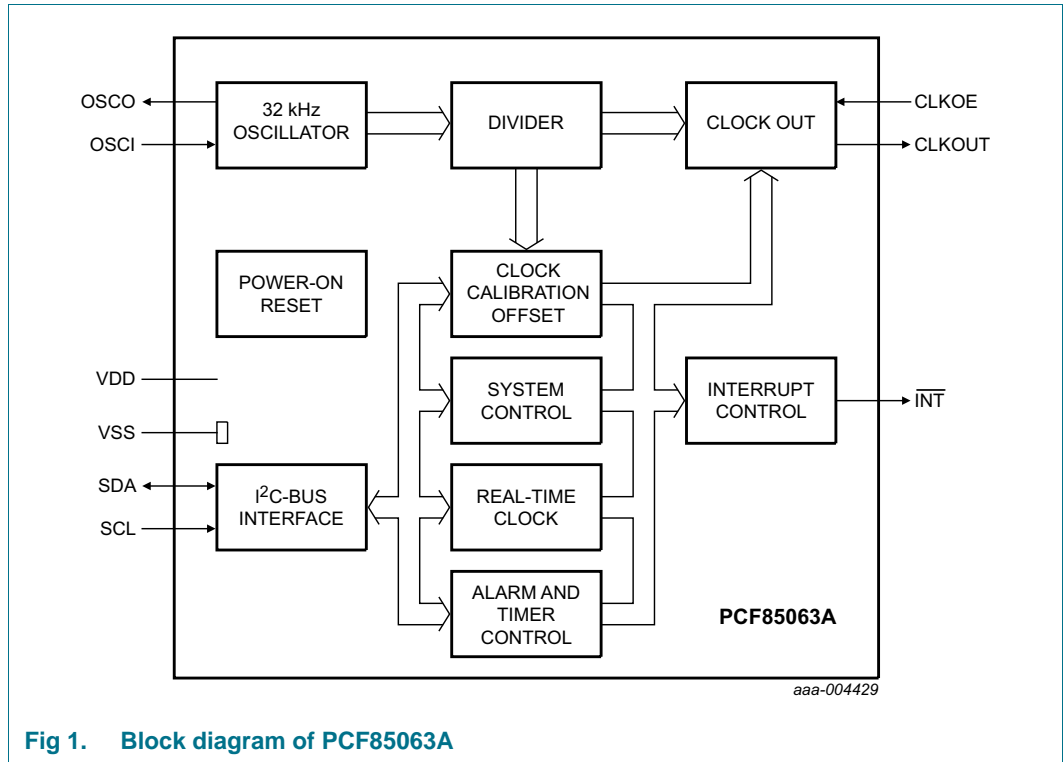 OSCO
OSCI
32 kHz
OSCILLATOR
DIVIDER
CLOCK OUT
CLKOE
CLKOUT
POWER-ON
RESET
CLOCK
CALIBRATION
OFFSET
VDD
VSS
SYSTEM
CONTROL
INTERRUPT
CONTROL
I̅N̅T̅
SDA
SCL
I²C-BUS
INTERFACE
REAL-TIME
CLOCK
ALARM AND
TIMER
CONTROL
PCF85063A
aaa-004429
Fig 1. Block diagram of PCF85063A